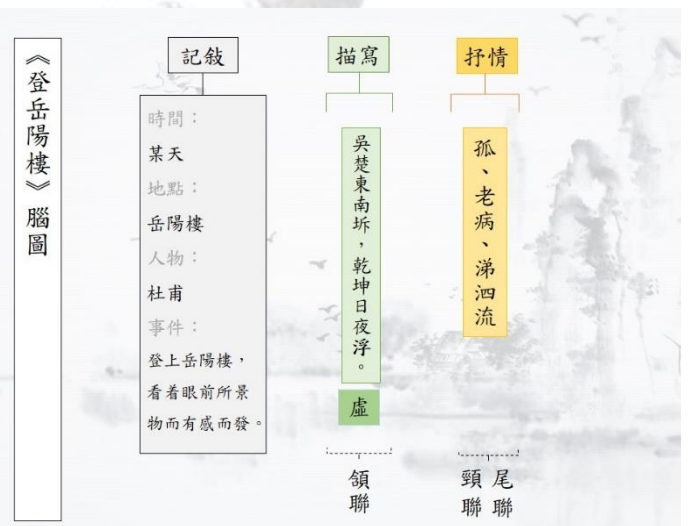 《登岳陽樓》腦圖
記敍
時間：
某天
地點：
岳陽樓
人物：
杜甫
事件：
登上岳陽樓，
看着眼前所景
物而有感而發。
描寫
吳楚東南坼，乾坤日夜浮。
虛
頷聯
抒情
孤、老病、涕泗流
頸聯
尾聯